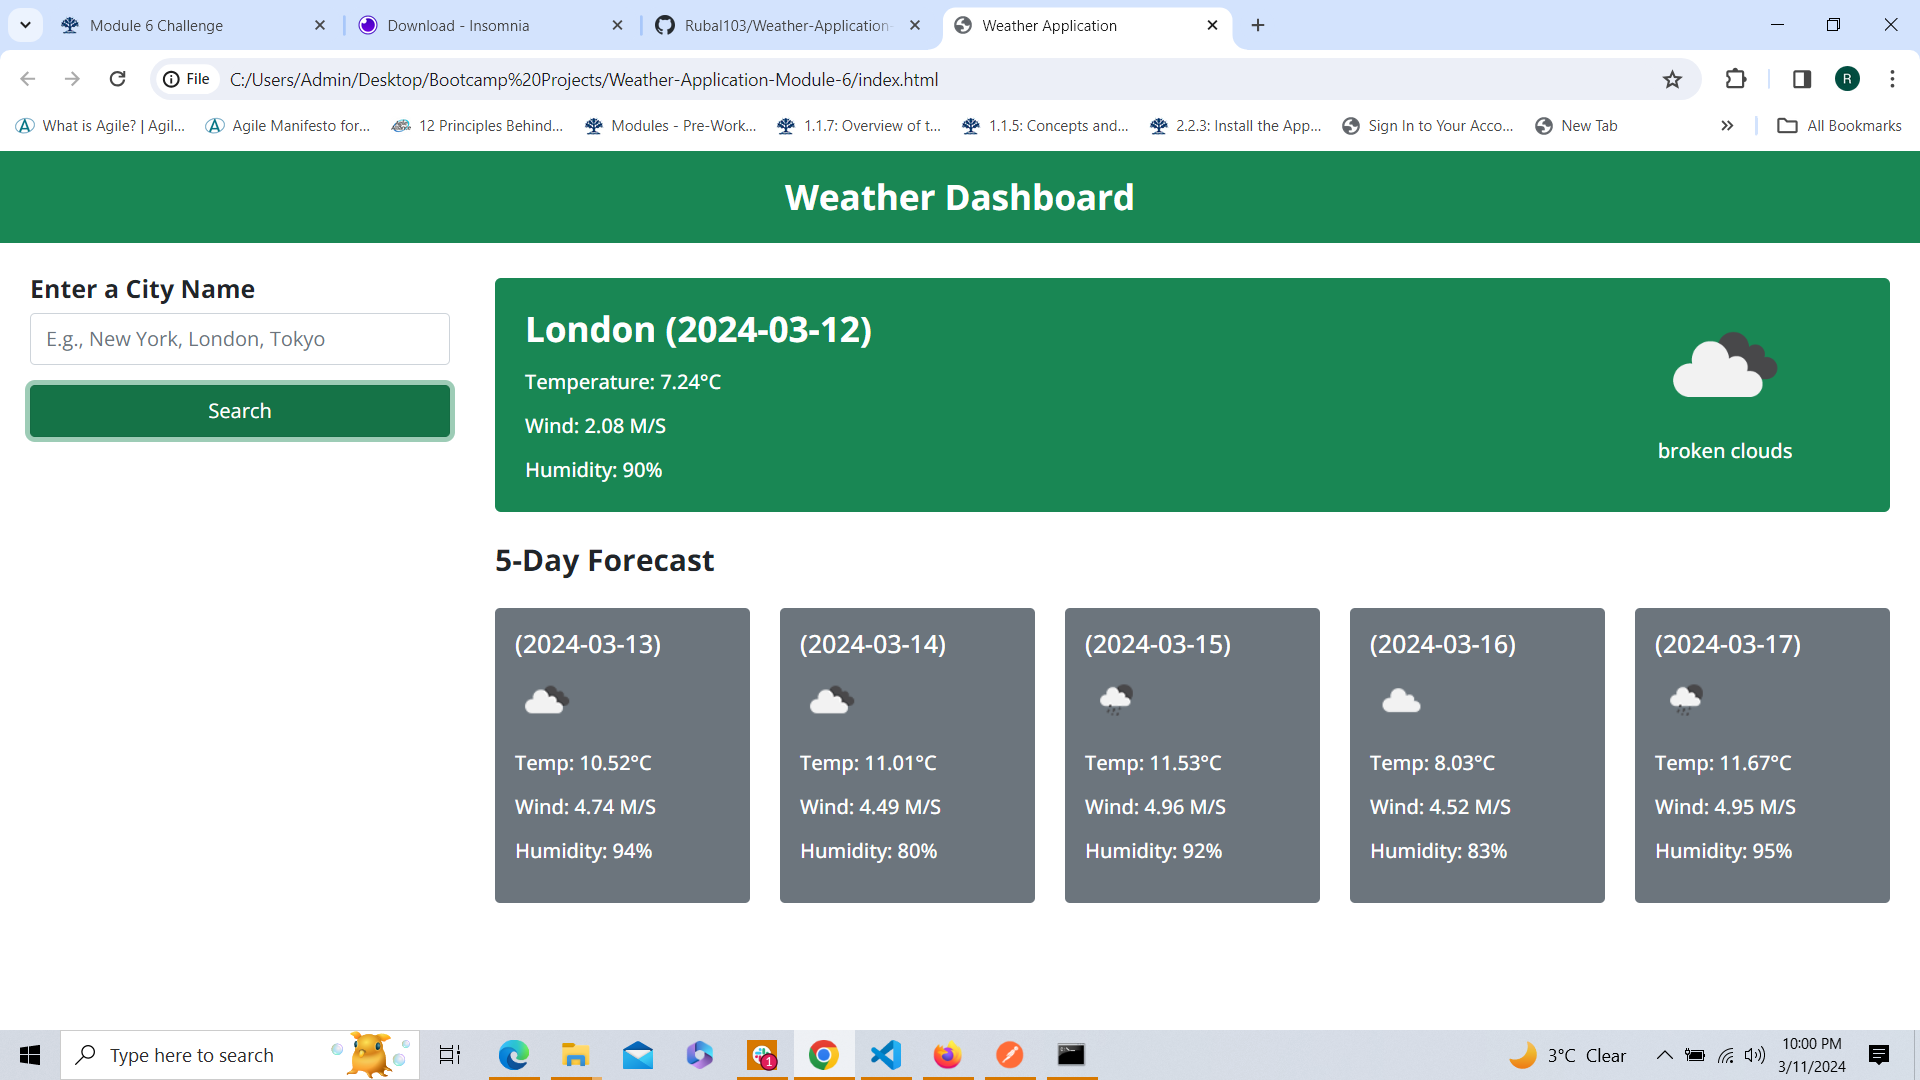 Module 6 Challenge
Download - Insomnia
Rubal103/Weather-Application-
Weather Application
File
C:/Users/Admin/Desktop/Bootcamp%20Projects/Weather-Application-Module-6/index.html
R
What is Agile? | Agil...
Agile Manifesto for...
12 Principles Behind...
Modules - Pre-Work...
1.1.7: Overview of t...
1.1.5: Concepts and...
2.2.3: Install the App...
Sign In to Your Acco...
New Tab
All Bookmarks
Weather Dashboard
Enter a City Name
E.g., New York, London, Tokyo
Search
London (2024-03-12)
Temperature: 7.24°C
Wind: 2.08 M/S
Humidity: 90%
broken clouds
5-Day Forecast
(2024-03-13)
Temp: 10.52°C
Wind: 4.74 M/S
Humidity: 94%
(2024-03-14)
Temp: 11.01°C
Wind: 4.49 M/S
Humidity: 80%
(2024-03-15)
Temp: 11.53°C
Wind: 4.96 M/S
Humidity: 92%
(2024-03-16)
Temp: 8.03°C
Wind: 4.52 M/S
Humidity: 83%
(2024-03-17)
Temp: 11.67°C
Wind: 4.95 M/S
Humidity: 95%
Type here to search
1
3°C Clear
10:00 PM
3/11/2024